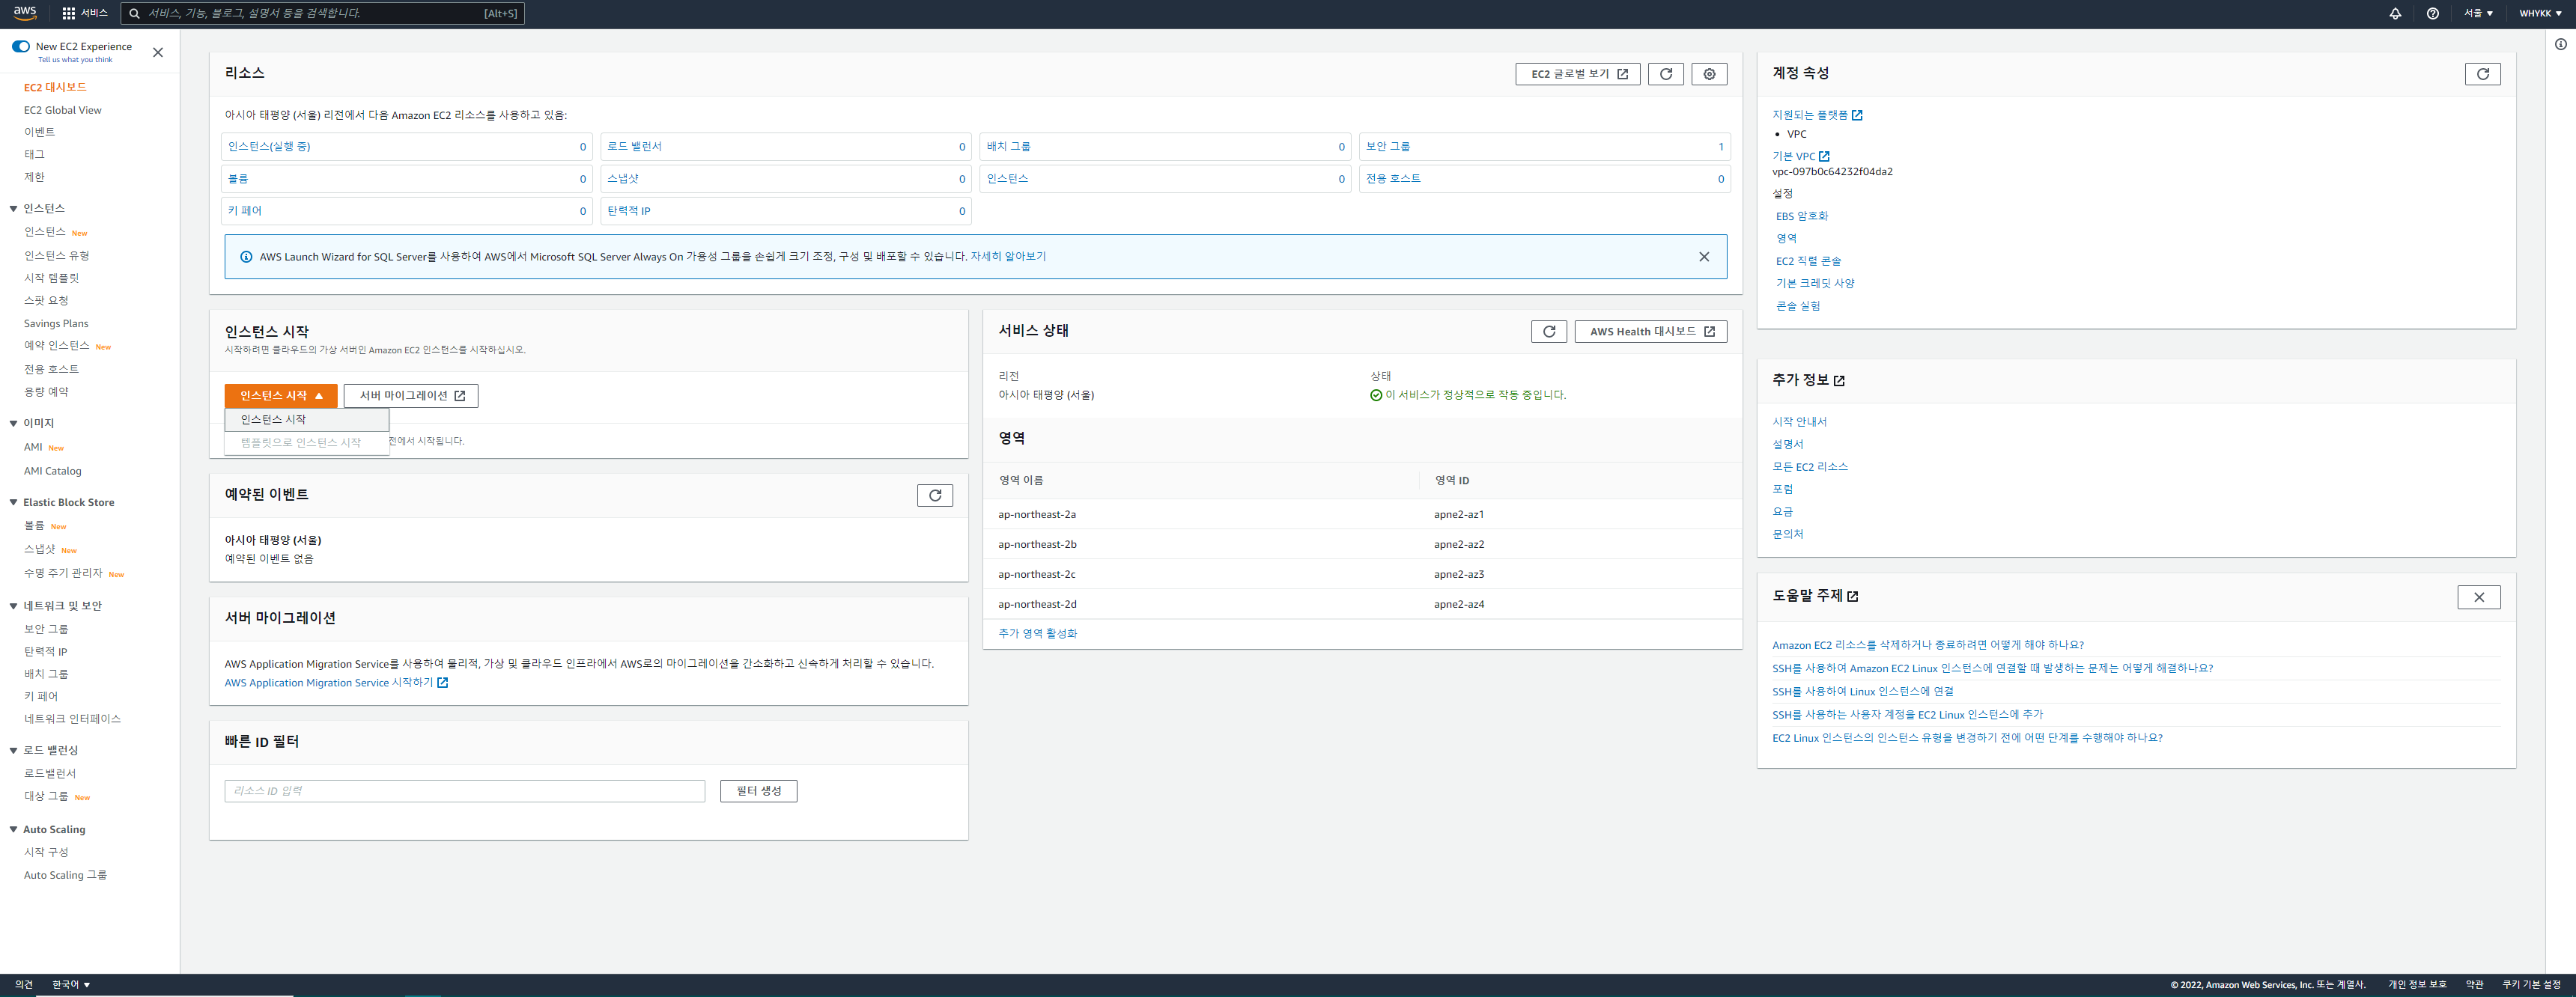 aws
서비스
서비스, 기능, 블로그, 설명서 등을 검색합니다.
[Alt+S]
서울
WHYKK
New EC2 Experience
Tell us what you think
EC2 대시보드
EC2 Global View
이벤트
태그
제한
인스턴스
인스턴스 New
인스턴스 유형
시작 템플릿
스팟 요청
Savings Plans
예약 인스턴스 New
전용 호스트
용량 예약
이미지
AMI New
AMI Catalog
Elastic Block Store
볼륨 New
스냅샷 New
수명 주기 관리자 New
네트워크 및 보안
보안 그룹
탄력적 IP
배치 그룹
키 페어
네트워크 인터페이스
로드 밸런싱
로드밸런서
대상 그룹 New
Auto Scaling
시작 구성
Auto Scaling 그룹
리소스
EC2 글로벌 보기
아시아 태평양 (서울) 리전에서 다음 Amazon EC2 리소스를 사용하고 있음:
인스턴스(실행 중) 0
로드 밸런서 0
배치 그룹 0
보안 그룹 1
볼륨 0
스냅샷 0
인스턴스 0
전용 호스트 0
키 페어 0
탄력적 IP 0
AWS Launch Wizard for SQL Server를 사용하여 AWS에서 Microsoft SQL Server Always On 가용성 그룹을 손쉽게 크기 조정, 구성 및 배포할 수 있습니다. 자세히 알아보기
인스턴스 시작
시작하려면 클라우드의 가상 서버인 Amazon EC2 인스턴스를 시작하십시오.
인스턴스 시작
서버 마이그레이션
인스턴스 시작
템플릿으로 인스턴스 시작
전에서 시작됩니다.
예약된 이벤트
아시아 태평양 (서울)
예약된 이벤트 없음
서버 마이그레이션
AWS Application Migration Service를 사용하여 물리적, 가상 및 클라우드 인프라에서 AWS로의 마이그레이션을 간소화하고 신속하게 처리할 수 있습니다.
AWS Application Migration Service 시작하기
빠른 ID 필터
리소스 ID 입력
필터 생성
서비스 상태
AWS Health 대시보드
리전
상태
아시아 태평양 (서울)
이 서비스가 정상적으로 작동 중입니다.
영역
영역 이름
영역 ID
ap-northeast-2a
apne2-az1
ap-northeast-2b
apne2-az2
ap-northeast-2c
apne2-az3
ap-northeast-2d
apne2-az4
추가 영역 활성화
계정 속성
지원되는 플랫폼
• VPC
기본 VPC
vpc-097b0c64232f04da2
설정
EBS 암호화
영역
EC2 직렬 콘솔
기본 크레딧 사양
콘솔 실험
추가 정보
시작 안내서
설명서
모든 EC2 리소스
포럼
요금
문의처
도움말 주제
Amazon EC2 리소스를 삭제하거나 종료하려면 어떻게 해야 하나요?
SSH를 사용하여 Amazon EC2 Linux 인스턴스에 연결할 때 발생하는 문제는 어떻게 해결하나요?
SSH를 사용하여 Linux 인스턴스에 연결
SSH를 사용하는 사용자 계정을 EC2 Linux 인스턴스에 추가
EC2 Linux 인스턴스의 인스턴스 유형을 변경하기 전에 어떤 단계를 수행해야 하나요?
의견
한국어
© 2022, Amazon Web Services, Inc. 또는 계열사.
개인 정보 보호
약관
쿠키 기본 설정